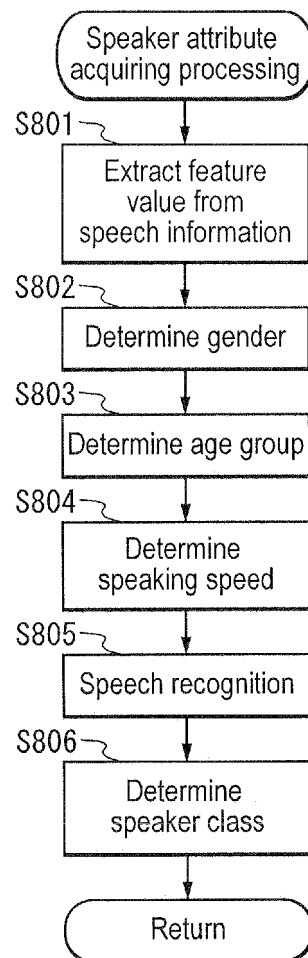 Speaker attribute
acquiring processing
S801
Extract feature
value from
speech information
S802
Determine gender
S803
Determine age group
S804
Determine
speaking speed
S805
Speech recognition
S806
Determine
speaker class
Return